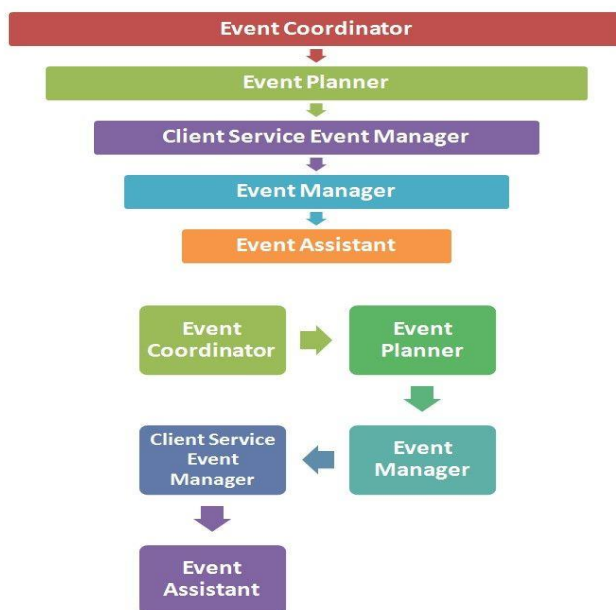 Event Coordinator
Event Planner
Client Service Event Manager
Event Manager
Event Assistant
Event
Coordinator
Event
Planner
Client Service
Event
Manager
Event
Manager
Event
Assistant